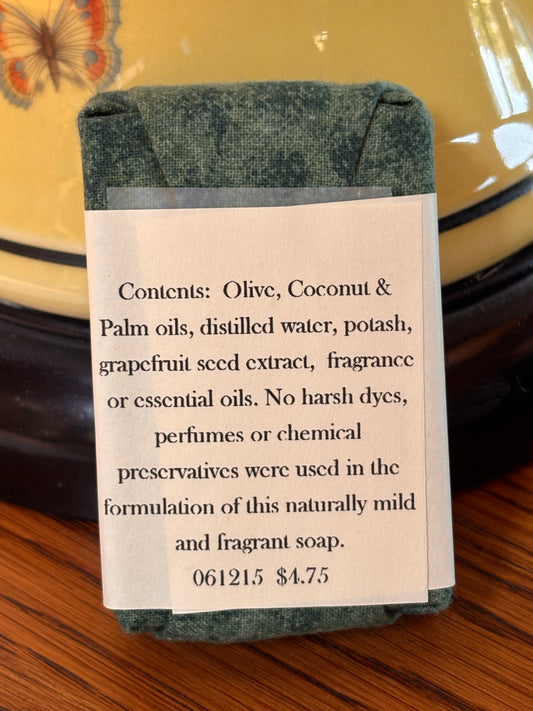 Contents: Olive, Coconut &
Palm oils, distilled water, potash,
grapefruit seed extract, fragrance
or essential oils. No harsh dyes,
perfumes or chemical
preservatives were used in the
formulation of this naturally mild
and fragrant soap.
061215 $4.75